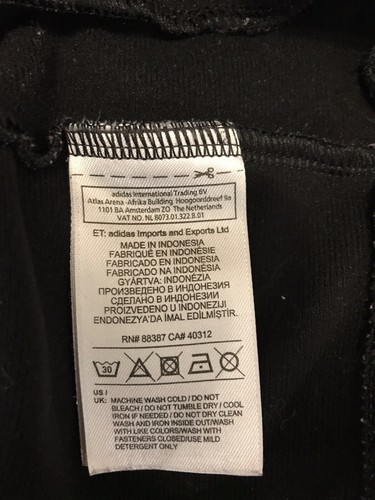 adidas International Trading BV
Atlas Arena -Afrika Building Hoogoorddreef 9a
1101 BA Amsterdam ZO The Netherlands
VAT NO. NL 8073.01.322.B.01
ET: adidas Imports and Exports Ltd
MADE IN INDONESIA
FABRIQUÉ EN INDONÉSIE
FABRICADO EN INDONESIA
FABRICADO NA INDONÉSIA
GYÁRTVA: INDONÉZIA
ПРОИЗВЕДЕНО В ИНДОНЕЗИЯ
СДЕЛАНО В ИНДОНЕЗИИ
PROIZVEDENO U INDONEZIJI
ENDONEZYA'DA İMAL EDİLMİŞTİR.
RN# 88387 CA# 40312
30
US /
UK: MACHINE WASH COLD / DO NOT
BLEACH / DO NOT TUMBLE DRY / COOL
IRON IF NEEDED / DO NOT DRY CLEAN
WASH AND IRON INSIDE OUT/WASH
WITH LIKE COLORS/WASH WITH
FASTENERS CLOSED/USE MILD
DETERGENT ONLY